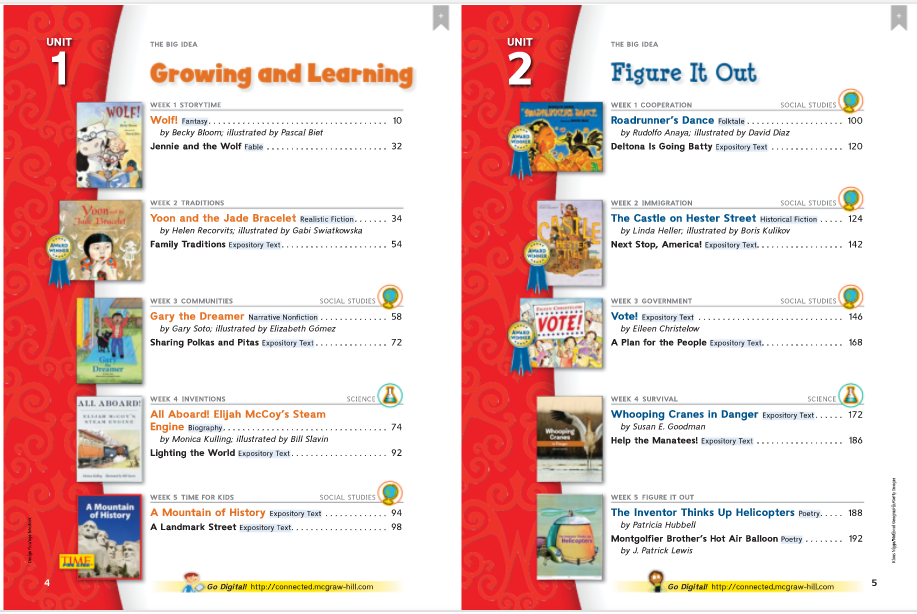 UNIT
1
THE BIG IDEA
Growing and Learning
WEEK 1 STORYTIME
Wolf! Fantasy.......................................... 10
by Becky Bloom; illustrated by Pascal Biet
Jennie and the Wolf Fable ......................... 32
WEEK 2 TRADITIONS
Yoon and the Jade Bracelet Realistic Fiction....... 34
by Helen Recorvits; illustrated by Gabi Swiatkowska
Family Traditions Expository Text..................... 54
WEEK 3 COMMUNITIES SOCIAL STUDIES
Gary the Dreamer Narrative Nonfiction .............. 58
by Gary Soto; illustrated by Elizabeth Gómez
Sharing Polkas and Pitas Expository Text.............. 72
WEEK 4 INVENTIONS SCIENCE
All Aboard! Elijah McCoy's Steam
Engine Biography................................. 74
by Monica Kulling; illustrated by Bill Slavin
Lighting the World Expository Text.................. 92
WEEK 5 TIME FOR KIDS SOCIAL STUDIES
A Mountain of History Expository Text ............ 94
A Landmark Street Expository Text.................. 98
WOLF!
Yoon and the
Jade Bracelet
AWARD
WINNER
Gary
the
Dreamer
ALL ABOARD!
ELIJAH McCOY'S
STEAM ENGINE
A Mountain
of History
TIME
FOR KIDS
4
Go Digital! http://connected.mcgraw-hill.com
UNIT
2
THE BIG IDEA
Figure It Out
WEEK 1 COOPERATION SOCIAL STUDIES
Roadrunner's Dance Folktale ..................... 100
by Rudolfo Anaya; illustrated by David Diaz
Deltona Is Going Batty Expository Text .............. 120
WEEK 2 IMMIGRATION SOCIAL STUDIES
The Castle on Hester Street Historical Fiction ..... 124
by Linda Heller; illustrated by Boris Kulikov
Next Stop, America! Expository Text.................. 142
WEEK 3 GOVERNMENT SOCIAL STUDIES
Vote! Expository Text .............................. 146
by Eileen Christelow
A Plan for the People Expository Text................. 168
WEEK 4 SURVIVAL SCIENCE
Whooping Cranes in Danger Expository Text...... 172
by Susan E. Goodman
Help the Manatees! Expository Text .................. 186
WEEK 5 FIGURE IT OUT
The Inventor Thinks Up Helicopters Poetry..... 188
by Patricia Hubbell
Montgolfier Brother's Hot Air Balloon Poetry ........ 192
by J. Patrick Lewis
ROADRUNNER'S DANCE
AWARD
WINNER
CASTLE
HESTER
STREET
AWARD
WINNER
EILEEN CHRISTELOW
VOTE!
AWARD
WINNER
Whooping
Cranes
in Danger
Helicopters
Go Digital! http://connected.mcgraw-hill.com
5